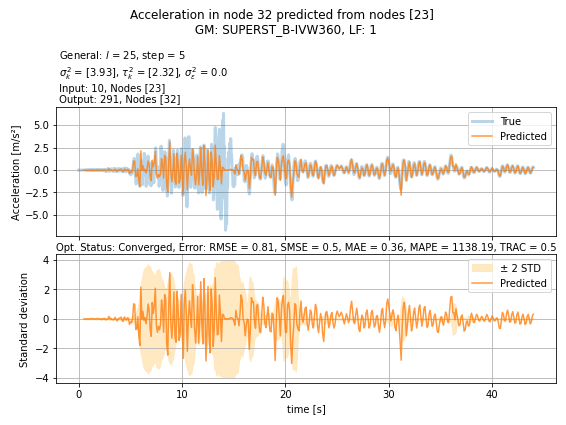 Acceleration in node 32 predicted from nodes [23]
GM: SUPERST_B-IVW360, LF: 1
General: l = 25, step = 5
σ²ₖ = [3.93], τ²ₖ = [2.32], σ²ε = 0.0
Input: 10, Nodes [23]
Output: 291, Nodes [32]
Acceleration [m/s²]
5.0
2.5
0.0
−2.5
−5.0
True
Predicted
Opt. Status: Converged, Error: RMSE = 0.81, SMSE = 0.5, MAE = 0.36, MAPE = 1138.19, TRAC = 0.5
Standard deviation
4
2
0
−2
−4
± 2 STD
Predicted
0 10 20 30 40
time [s]